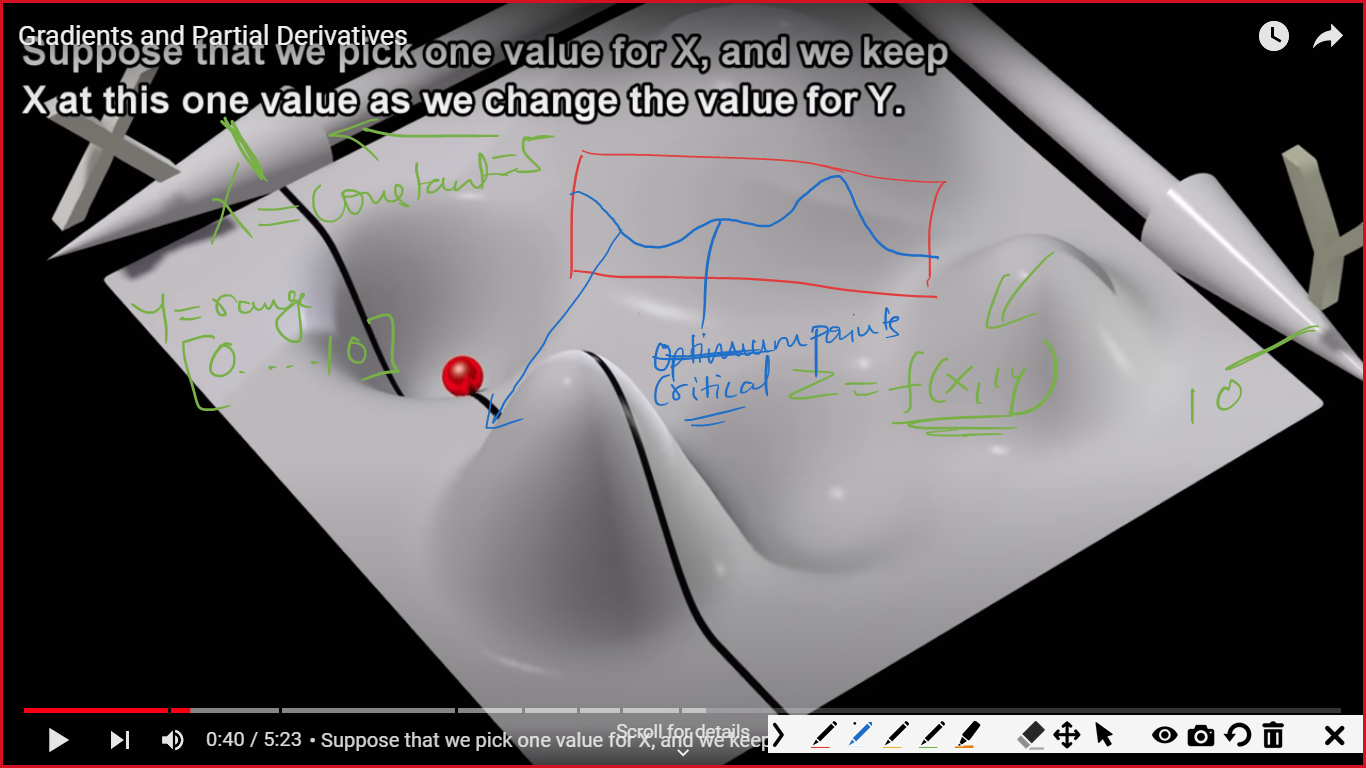 Gradients and Partial Derivatives
Suppose that we pick one value for X, and we keep
X at this one value as we change the value for Y.
X
Y
X = Constant = 5
Y = range
[0....10]
Optimum points
Critical
Z = f(x, y)
10
Scroll for details
0:40 / 5:23 • Suppose that we pick one value for X, and we keep